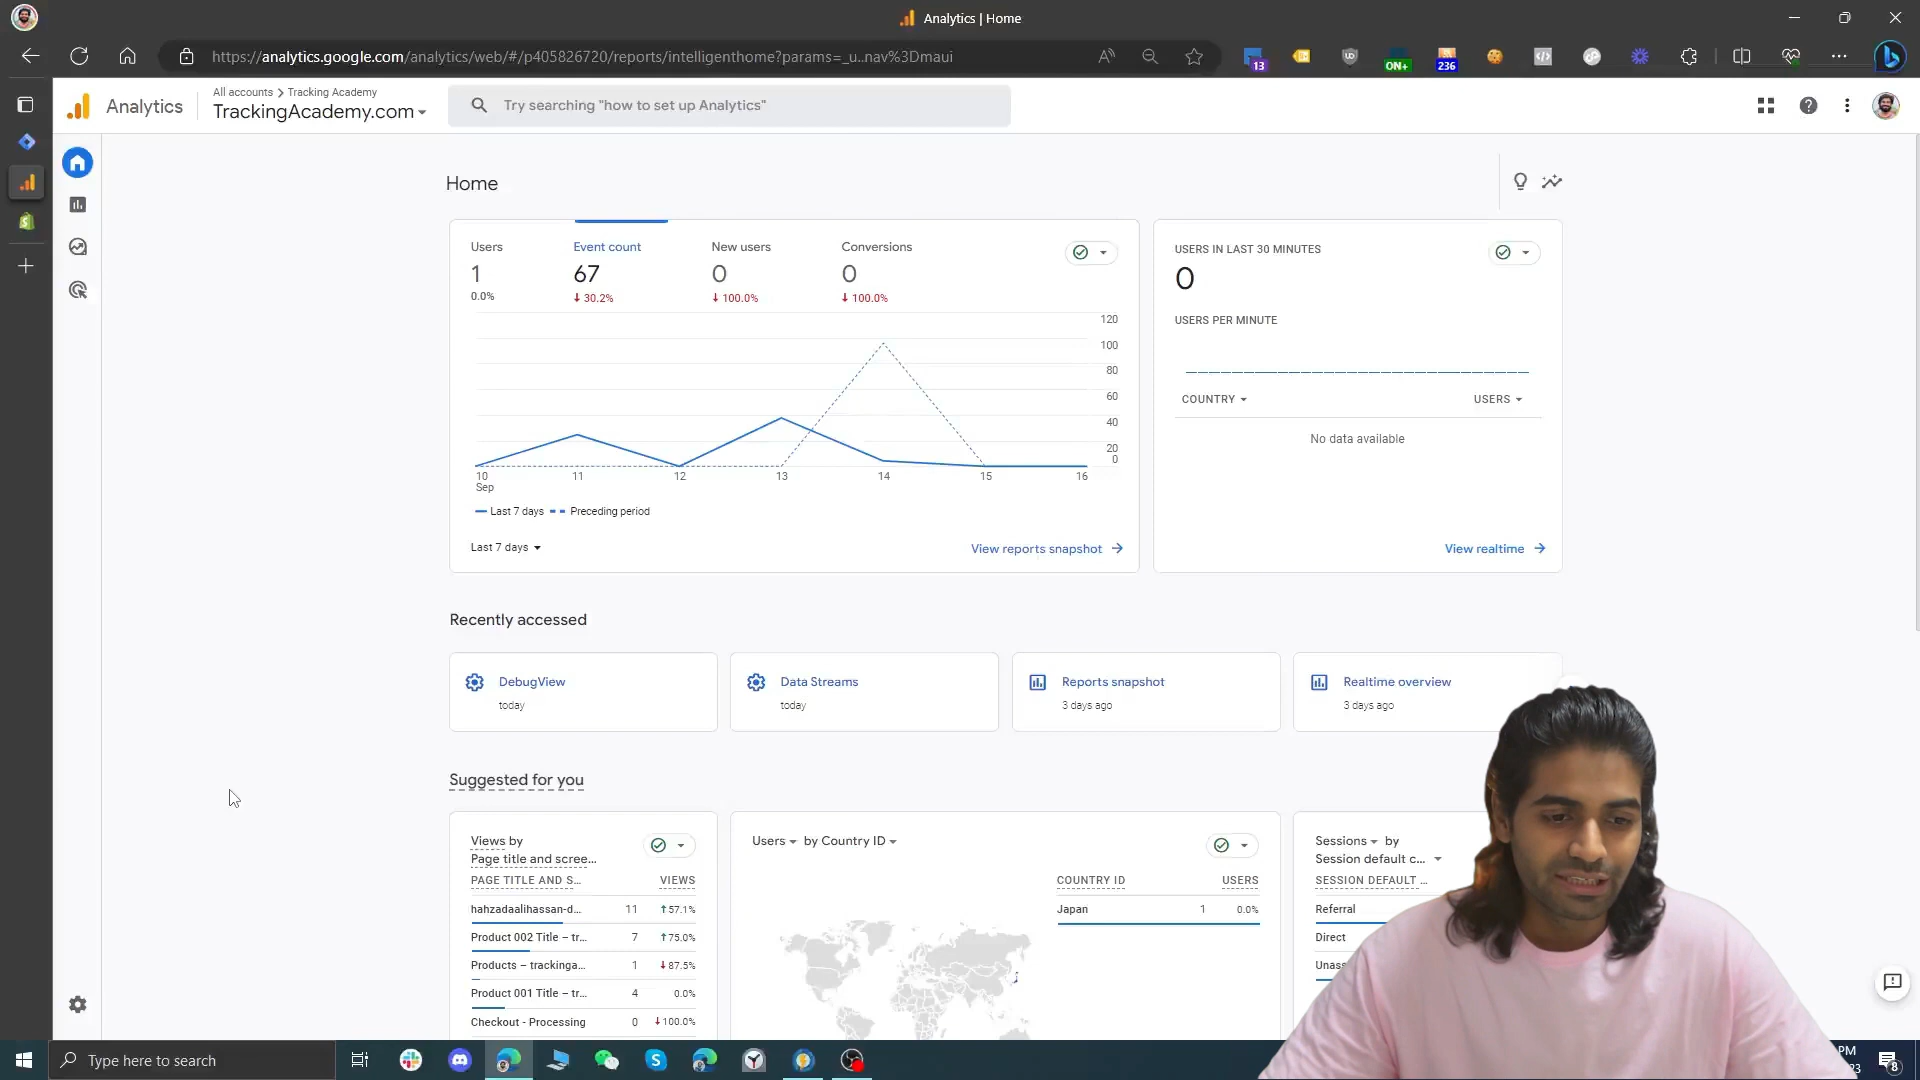 Analytics | Home
https://analytics.google.com/analytics/web/#/p405826720/reports/intelligenthome?params=_u..nav%3Dmaui
13
ON+
236
Analytics
All accounts > Tracking Academy
TrackingAcademy.com
Try searching "how to set up Analytics"
Home
Users
1
0.0%
Event count
67
30.2%
New users
0
100.0%
Conversions
0
100.0%
120
100
80
60
40
20
0
10
Sep
11
12
13
14
15
16
Last 7 days
Preceding period
Last 7 days
View reports snapshot
USERS IN LAST 30 MINUTES
0
USERS PER MINUTE
COUNTRY
USERS
No data available
View realtime
Recently accessed
DebugView
today
Data Streams
today
Reports snapshot
3 days ago
Realtime overview
3 days ago
Suggested for you
Views by
Page title and scree...
PAGE TITLE AND S...
VIEWS
hahzadaalihassan-d... 11 57.1%
Product 002 Title – tr... 7 75.0%
Products – trackinga... 1 87.5%
Product 001 Title – tr... 4 0.0%
Checkout - Processing 0 100.0%
Users by Country ID
COUNTRY ID
USERS
Japan 1 0.0%
Sessions by
Session default c...
SESSION DEFAULT ...
Referral
Direct
Unass
Type here to search
PM
23
8